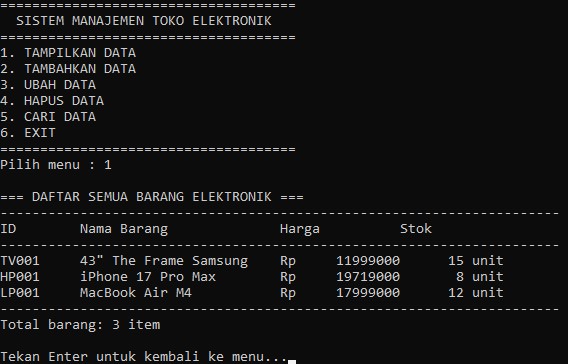 =====================================
  SISTEM MANAJEMEN TOKO ELEKTRONIK
=====================================
1. TAMPILKAN DATA
2. TAMBAHKAN DATA
3. UBAH DATA
4. HAPUS DATA
5. CARI DATA
6. EXIT
=====================================
Pilih menu : 1

=== DAFTAR SEMUA BARANG ELEKTRONIK ===
----------------------------------------------------------------------
ID        Nama Barang              Harga          Stok
----------------------------------------------------------------------
TV001     43" The Frame Samsung    Rp     11999000      15 unit
HP001     iPhone 17 Pro Max        Rp     19719000       8 unit
LP001     MacBook Air M4           Rp     17999000      12 unit
----------------------------------------------------------------------
Total barang: 3 item

Tekan Enter untuk kembali ke menu...